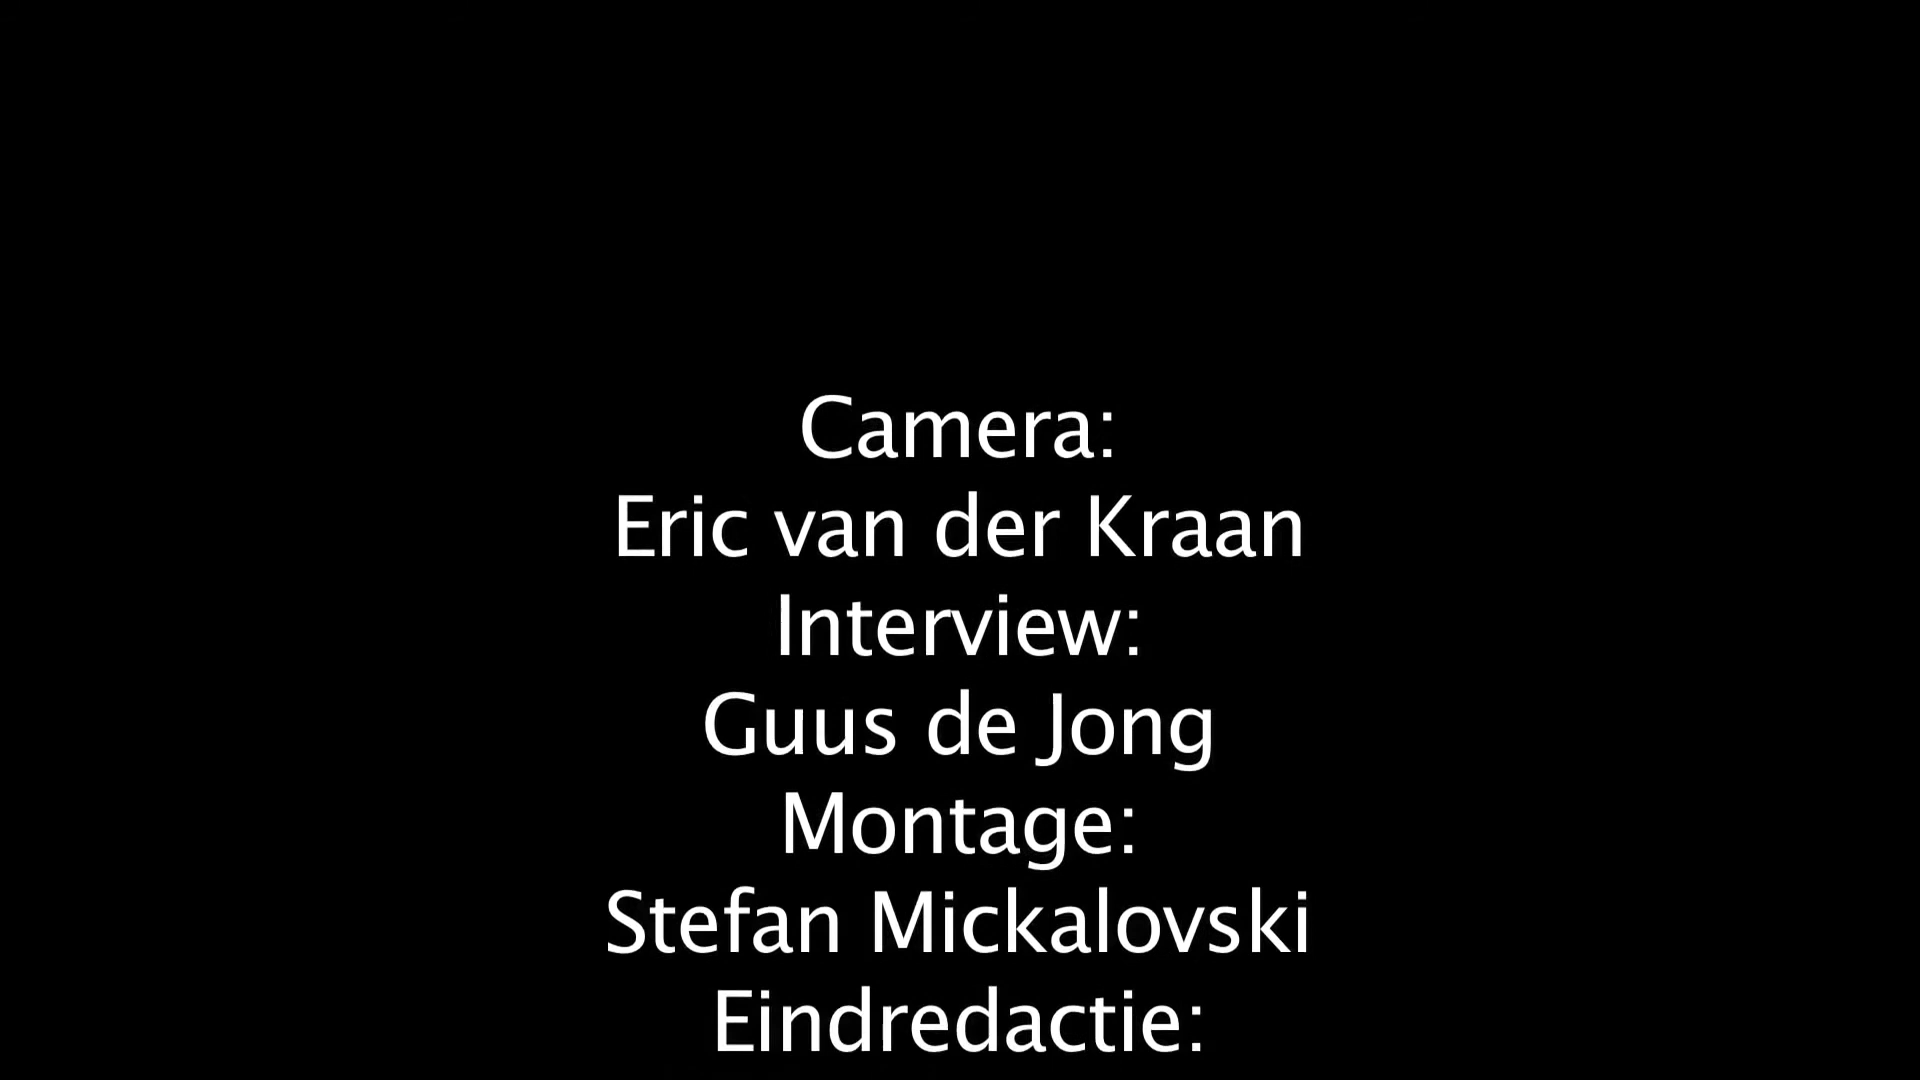 Camera:
Eric van der Kraan
Interview:
Guus de Jong
Montage:
Stefan Mickalovski
Eindredactie: